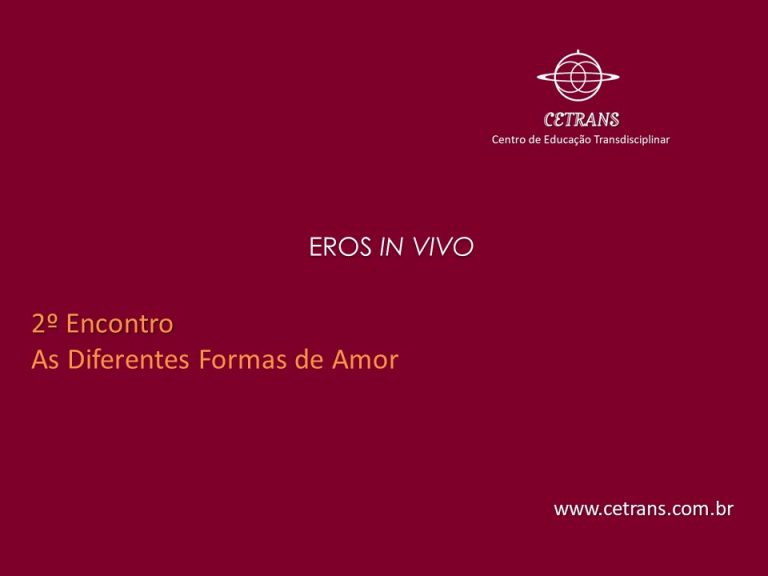 CETRANS
Centro de Educação Transdisciplinar
EROS IN VIVO
2º Encontro
As Diferentes Formas de Amor
www.cetrans.com.br